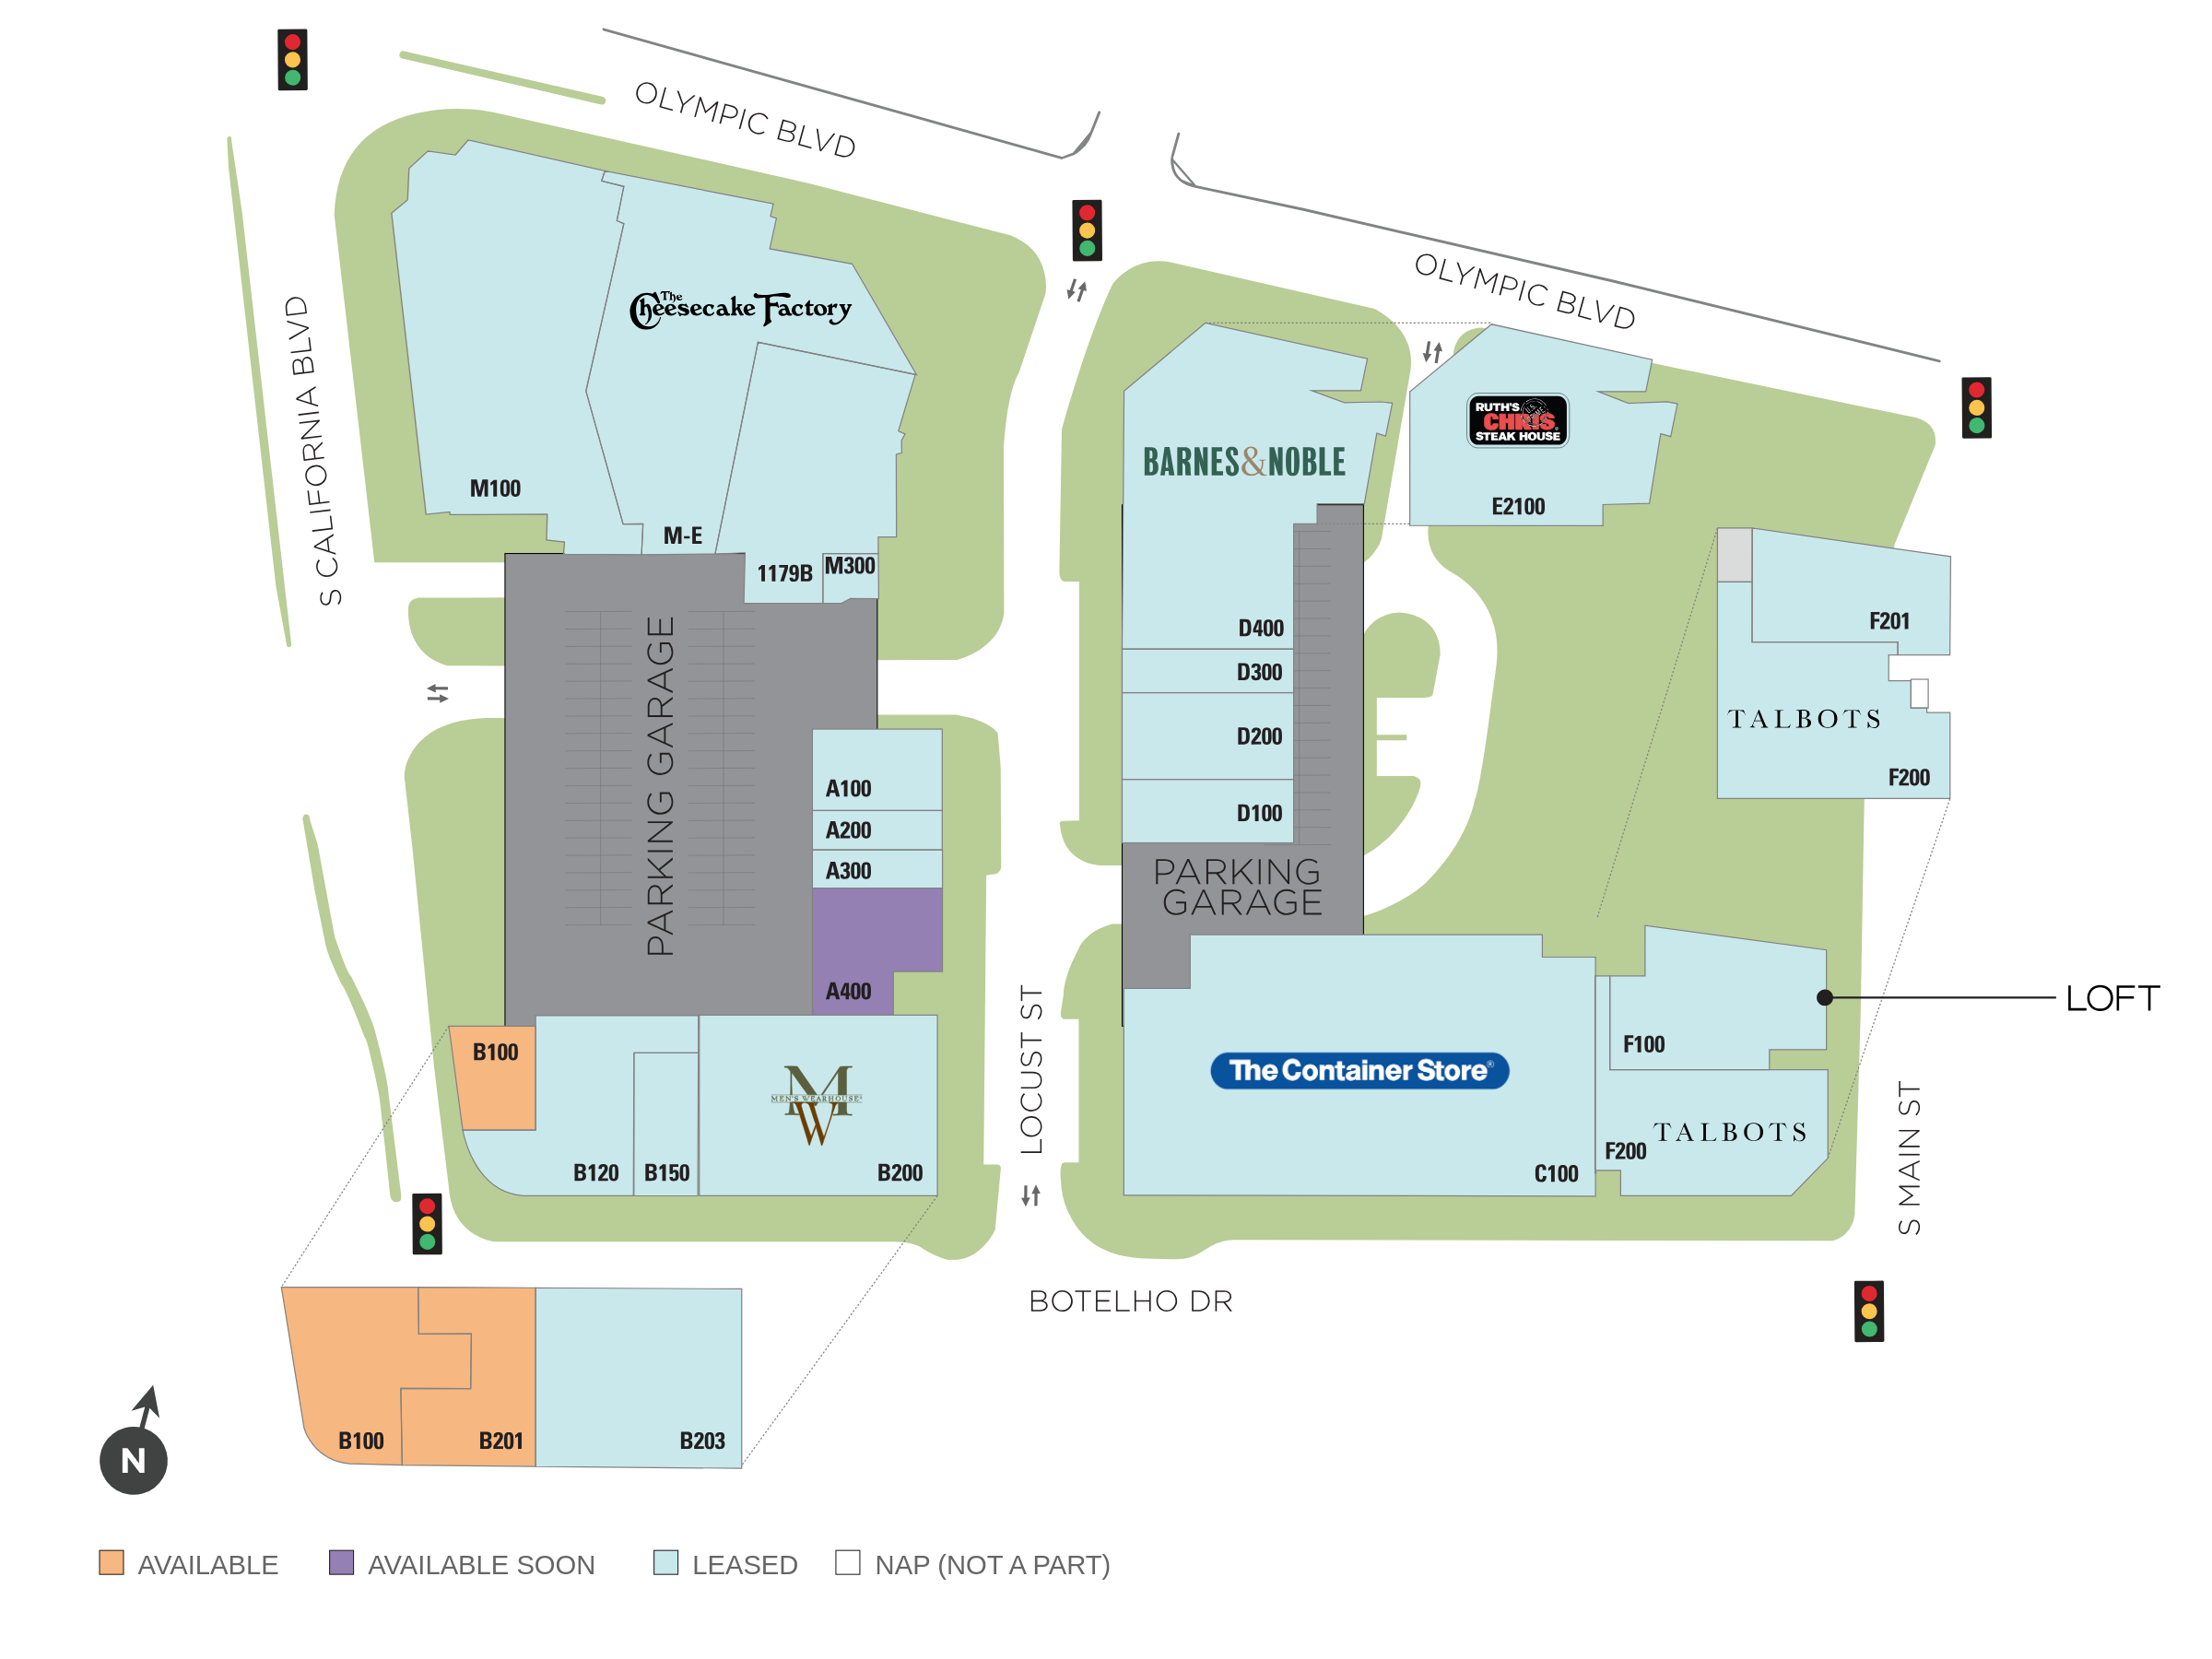 OLYMPIC BLVD
OLYMPIC BLVD
S CALIFORNIA BLVD
The
Cheesecake Factory
M100
M-E
1179B
M300
BARNES&NOBLE
RUTH'S
CHRIS
STEAK HOUSE
E2100
D400
D300
D200
D100
PARKING GARAGE
A100
A200
A300
A400
PARKING
GARAGE
F201
TALBOTS
F200
LOFT
F100
TALBOTS
F200
The Container Store®
C100
LOCUST ST
S MAIN ST
B100
MW
MEN'S WEARHOUSE®
B120
B150
B200
BOTELHO DR
B100
B201
B203
N
AVAILABLE
AVAILABLE SOON
LEASED
NAP (NOT A PART)